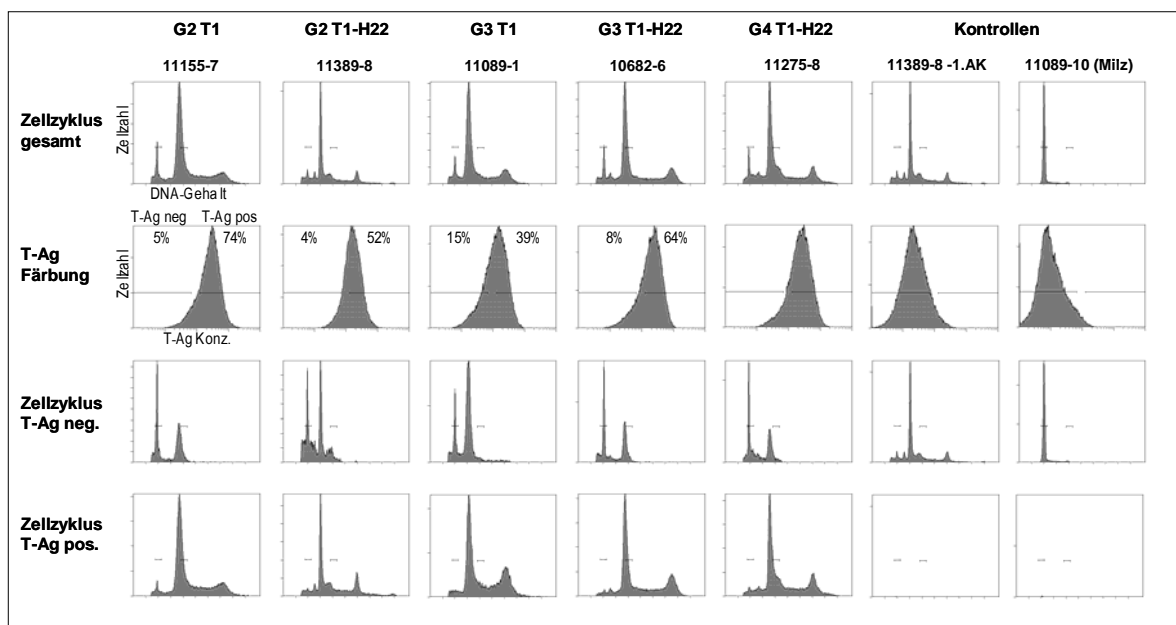 G2 T1 G2 T1-H22 G3 T1 G3 T1-H22 G4 T1-H22 Kontrollen
11155-7 11389-8 11089-1 10682-6 11275-8 11389-8 -1.AK 11089-10 (Milz)
Zellzyklus
gesamt
Zellzahl
DNA-Gehalt
T-Ag neg T-Ag pos
5% 74% 4% 52% 15% 39% 8% 64%
T-Ag
Färbung
Zellzahl
T-Ag Konz.
Zellzyklus
T-Ag neg.
Zellzyklus
T-Ag pos.